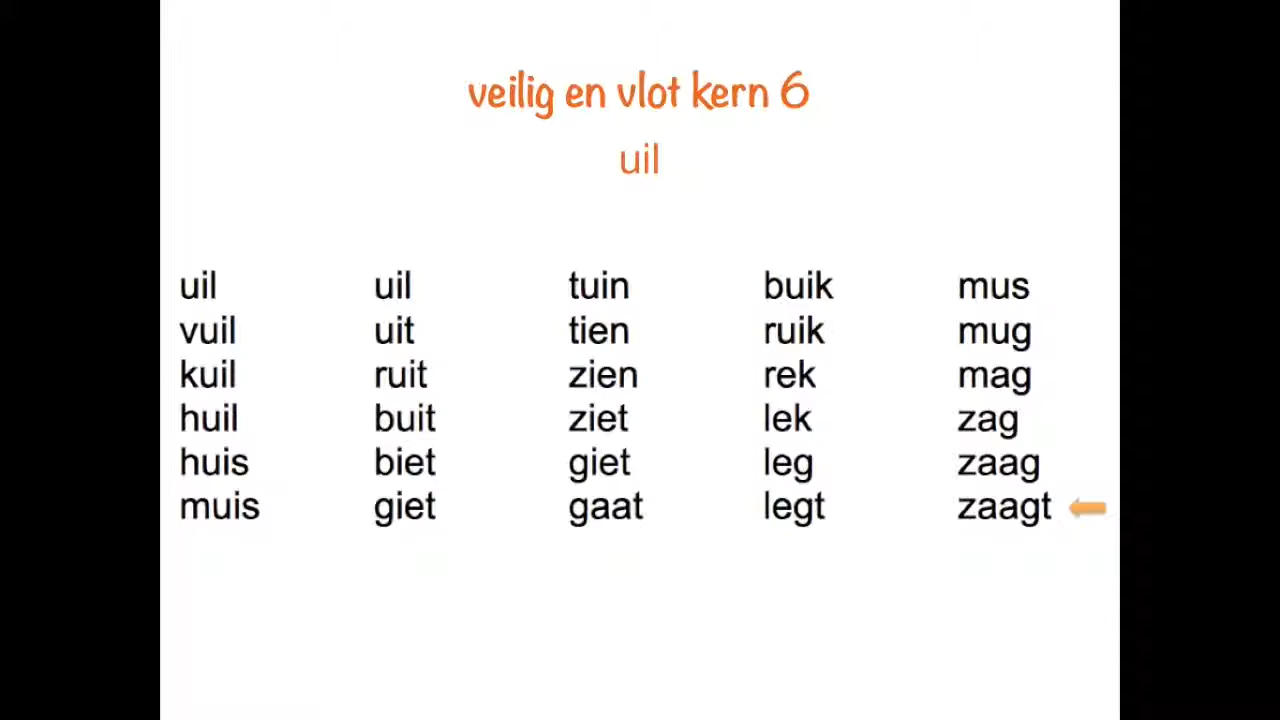 veilig en vlot kern 6
uil
uil uil tuin buik mus
vuil uit tien ruik mug
kuil ruit zien rek mag
huil buit ziet lek zag
huis biet giet leg zaag
muis giet gaat legt zaagt